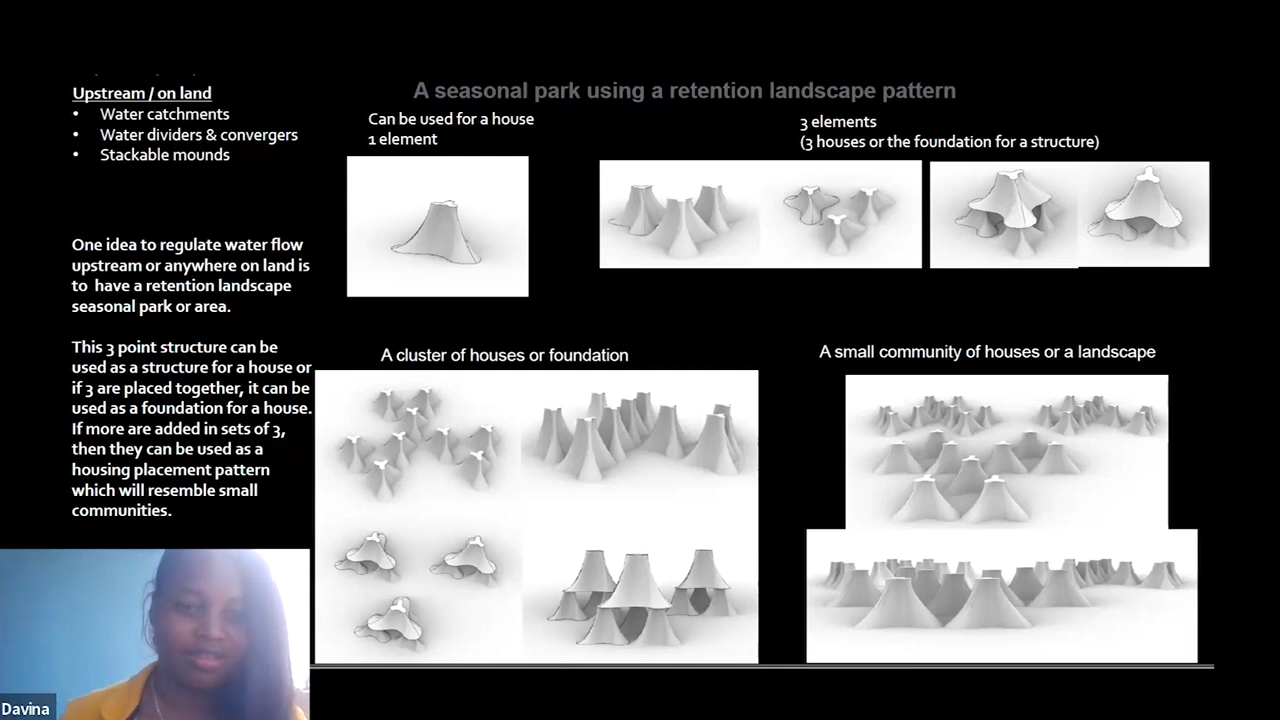 Upstream / on land
• Water catchments
• Water dividers & convergers
• Stackable mounds
One idea to regulate water flow
upstream or anywhere on land is
to have a retention landscape
seasonal park or area.
This 3 point structure can be
used as a structure for a house or
if 3 are placed together, it can be
used as a foundation for a house.
If more are added in sets of 3,
then they can be used as a
housing placement pattern
which will resemble small
communities.
A seasonal park using a retention landscape pattern
Can be used for a house
1 element
3 elements
(3 houses or the foundation for a structure)
A cluster of houses or foundation
A small community of houses or a landscape
Davina